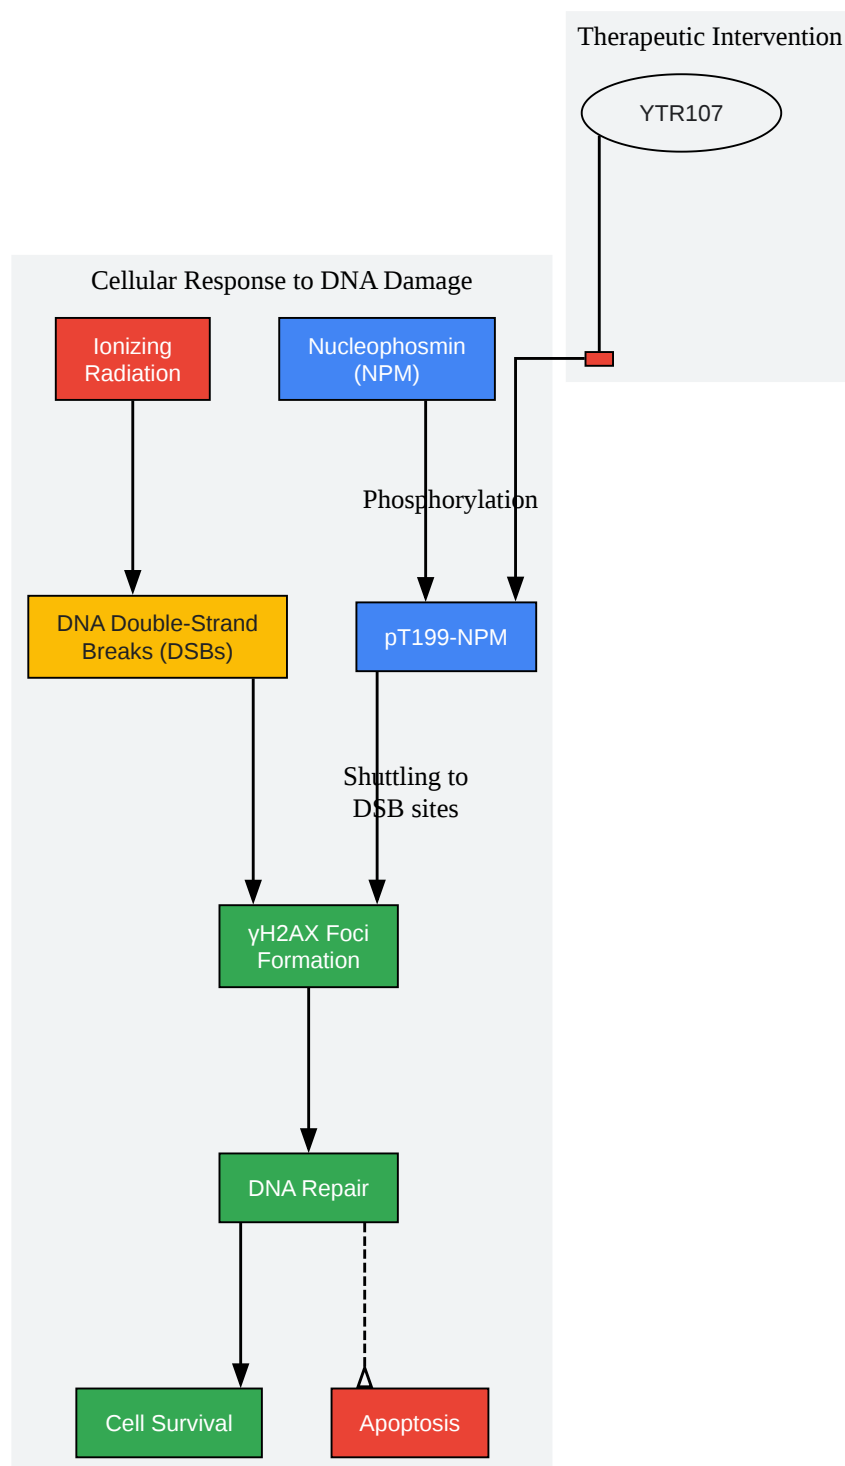 Therapeutic Intervention
YTR107
Cellular Response to DNA Damage
Ionizing
Radiation
Nucleophosmin
(NPM)
Phosphorylation
DNA Double-Strand
Breaks (DSBs)
pT199-NPM
Shuttling to
DSB sites
γH2AX Foci
Formation
DNA Repair
Cell Survival
Apoptosis